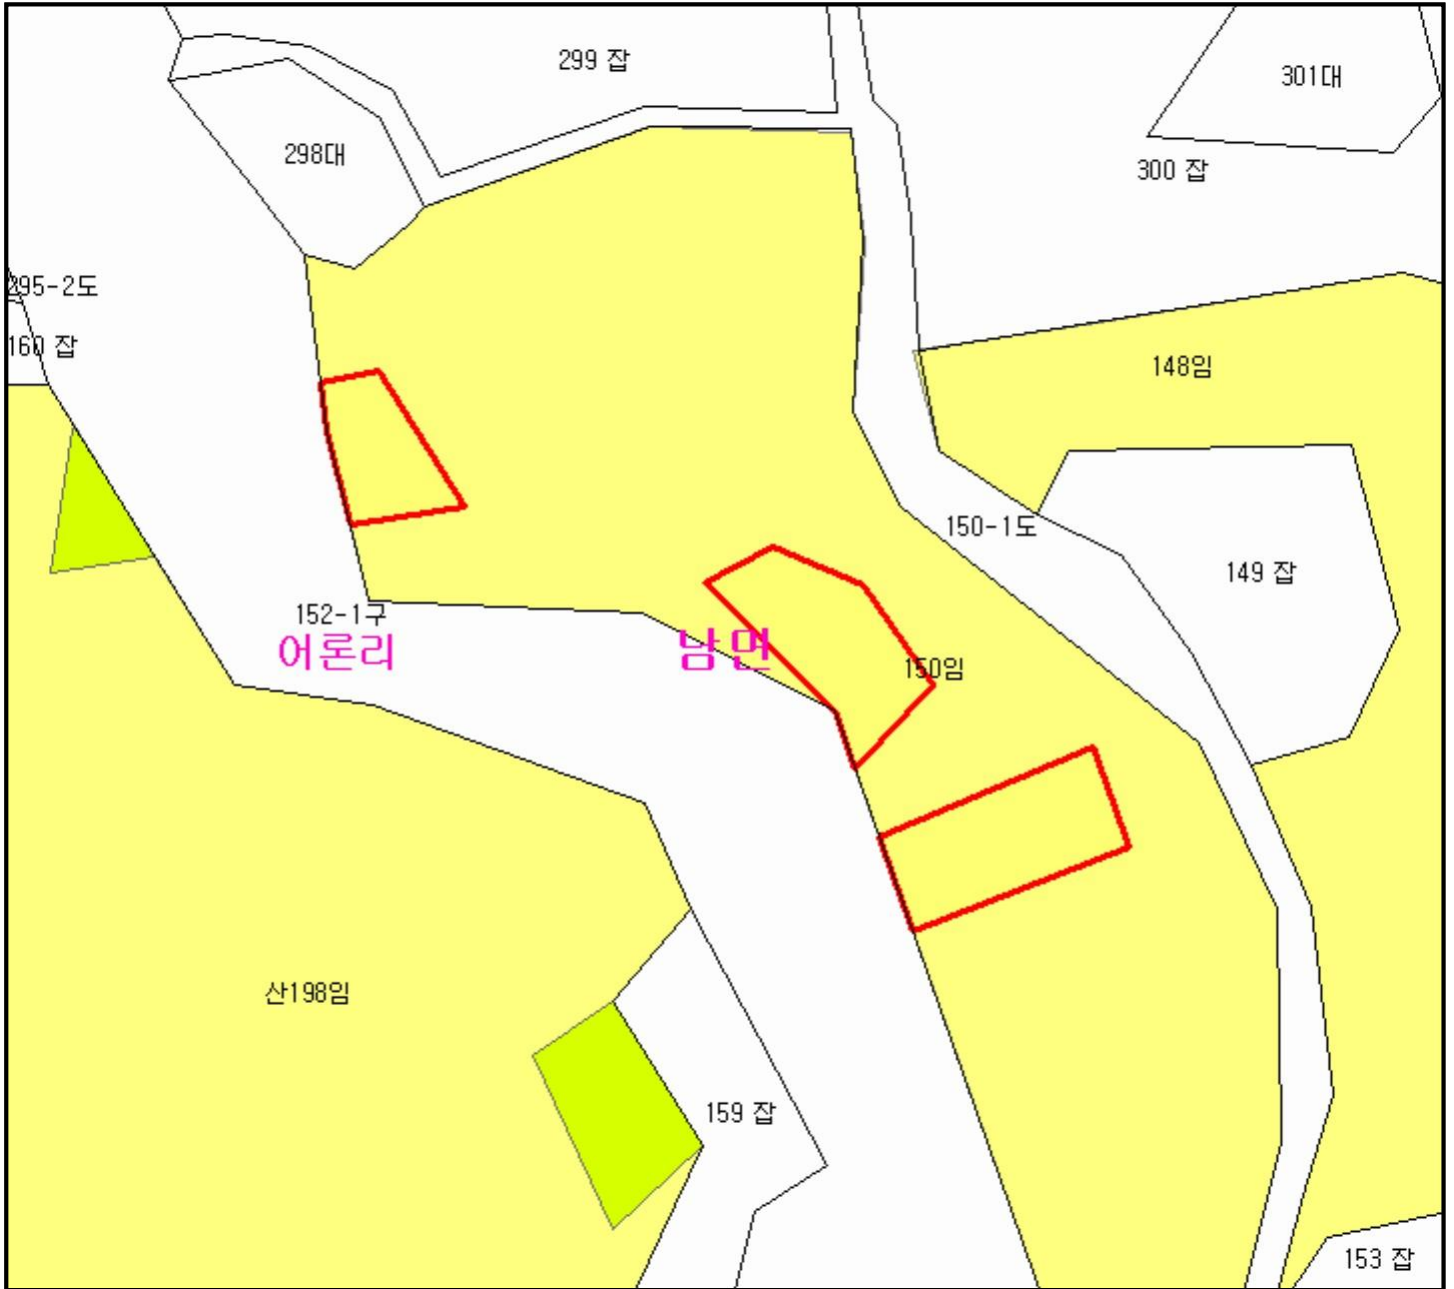 299 잡
301대
298대
300 잡
295-2도
160 잡
148임
150-1도
149 잡
152-1구
어론리
남면
150임
산198임
159 잡
153 잡